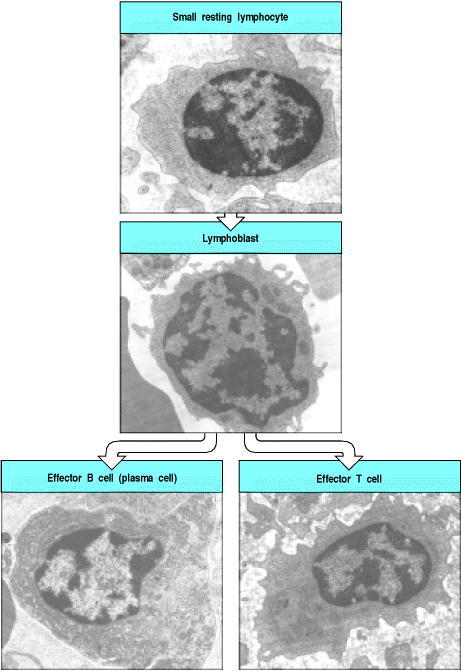 Small resting lymphocyte
Lymphoblast
Effector B cell (plasma cell)
Effector T cell